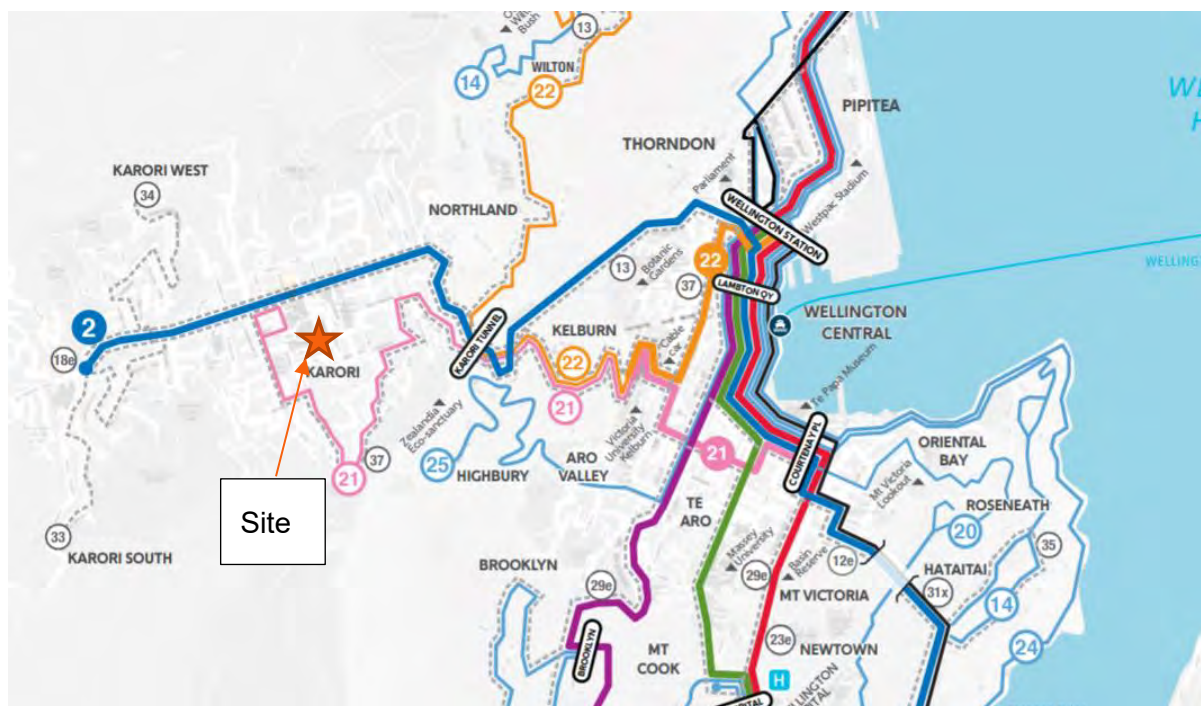 13
WILTON
14
22
PIPITEA
THORNDON
Parliament
Westpac Stadium
WELLINGTON STATION
KARORI WEST
34
NORTHLAND
13
Botanic
Gardens
22
37
LAMBTON QY
WELLINGTON
CENTRAL
2
18e
KARORI
KARORI TUNNEL
KELBURN
22
21
Cable
car
Te Papa Museum
Zealandia
Eco-sanctuary
25
HIGHBURY
ARO
VALLEY
Victoria
University
Kelburn
21
COURTENAY PL
ORIENTAL
BAY
Mt Victoria
Lookout
ROSENEATH
20
21
37
Site
33
KARORI SOUTH
TE
ARO
Massey
University
29e
Basin
Reserve
12e
MT VICTORIA
HATAITAI
31x
35
14
24
BROOKLYN
29e
BROOKLYN
MT
COOK
23e
NEWTOWN
H